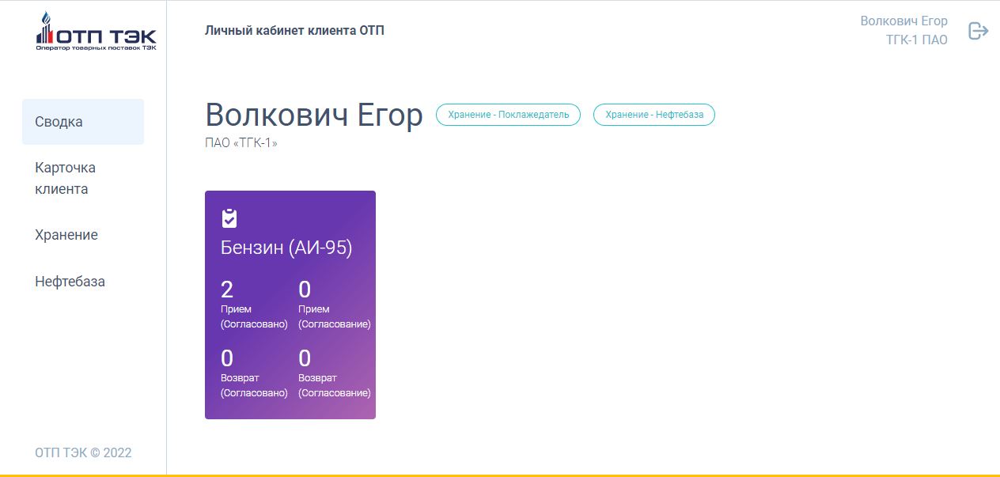 ОТП ТЭК
Оператор товарных поставок ТЭК
Личный кабинет клиента ОТП
Волкович Егор
ТГК-1 ПАО
Сводка
Карточка
клиента
Хранение
Нефтебаза
ОТП ТЭК © 2022
Волкович Егор
Хранение - Поклажедатель
Хранение - Нефтебаза
ПАО «ТГК-1»
Бензин (АИ-95)
2 0
Прием Прием
(Согласовано) (Согласование)
0 0
Возврат Возврат
(Согласовано) (Согласование)